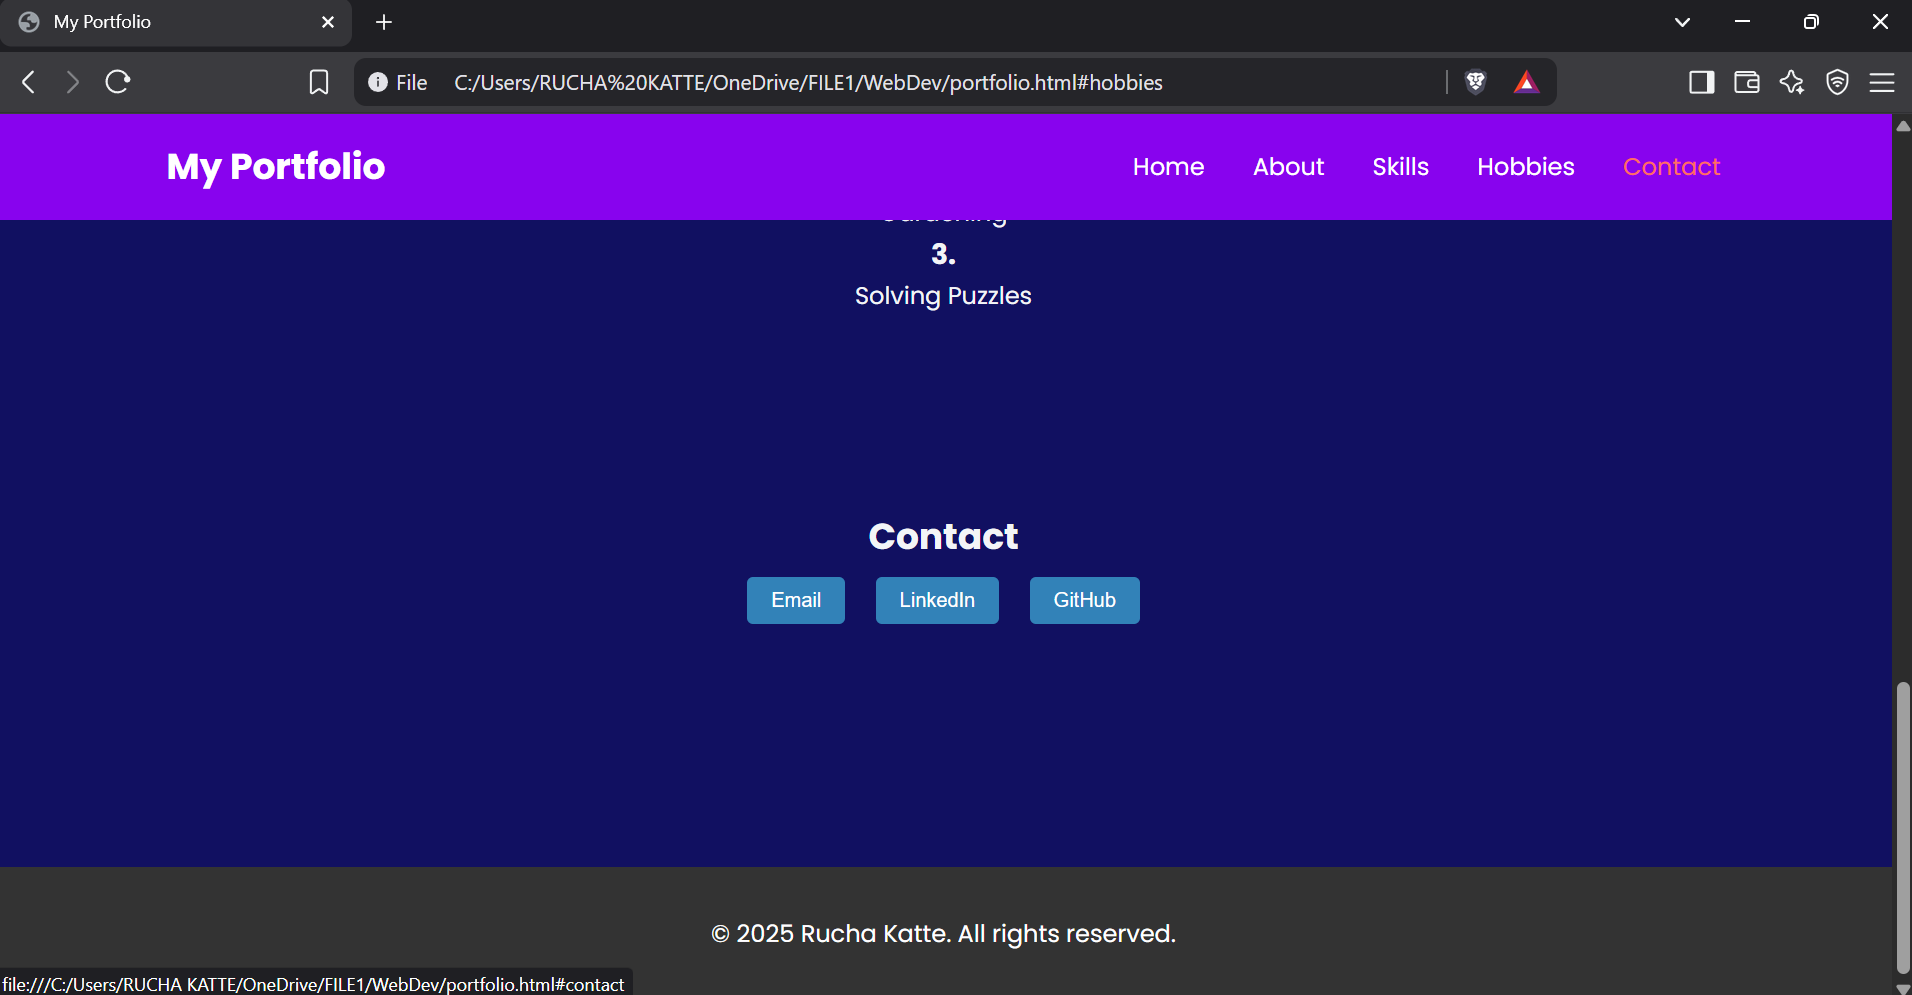 My Portfolio
File C:/Users/RUCHA%20KATTE/OneDrive/FILE1/WebDev/portfolio.html#hobbies
My Portfolio Home About Skills Hobbies Contact
3.
Solving Puzzles
Contact
Email LinkedIn GitHub
© 2025 Rucha Katte. All rights reserved.
file:///C:/Users/RUCHA KATTE/OneDrive/FILE1/WebDev/portfolio.html#contact